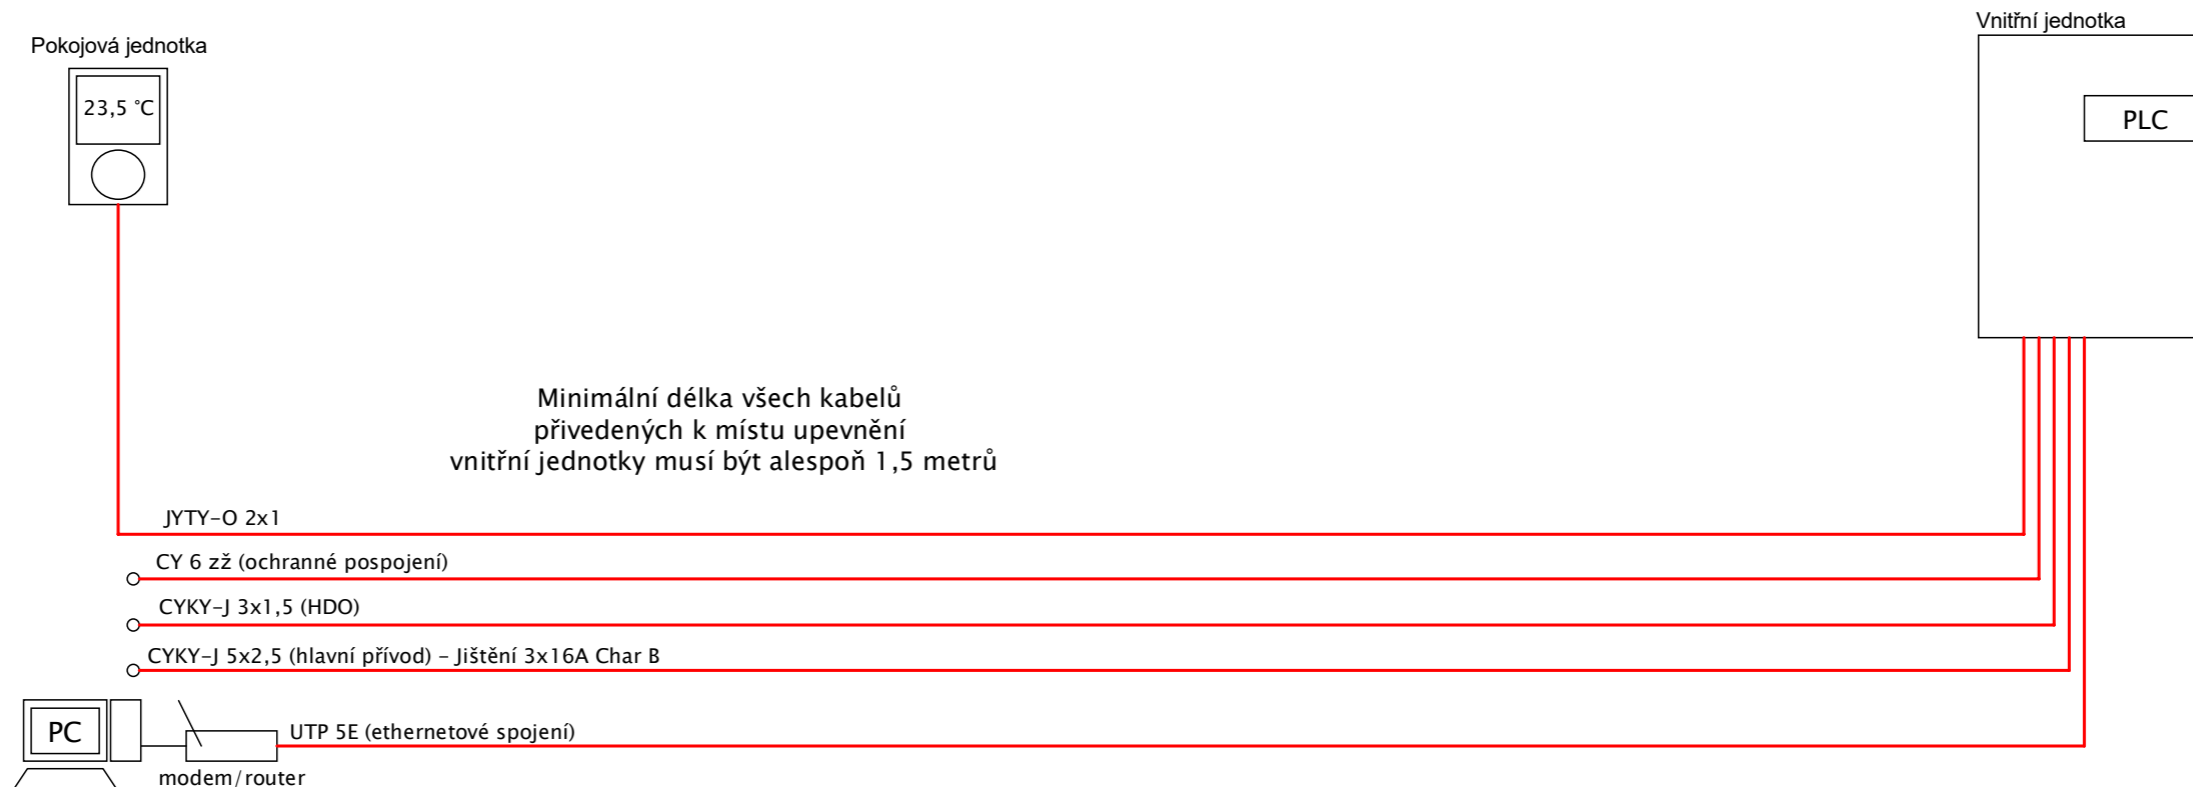 Vnitřní jednotka
Pokojová jednotka
23,5 °C
PLC
Minimální délka všech kabelů
přivedených k místu upevnění
vnitřní jednotky musí být alespoň 1,5 metrů
JYTY-O 2x1
CY 6 zž (ochranné pospojení)
CYKY-J 3x1,5 (HDO)
CYKY-J 5x2,5 (hlavní přívod) - Jištění 3x16A Char B
PC
UTP 5E (ethernetové spojení)
modem/router